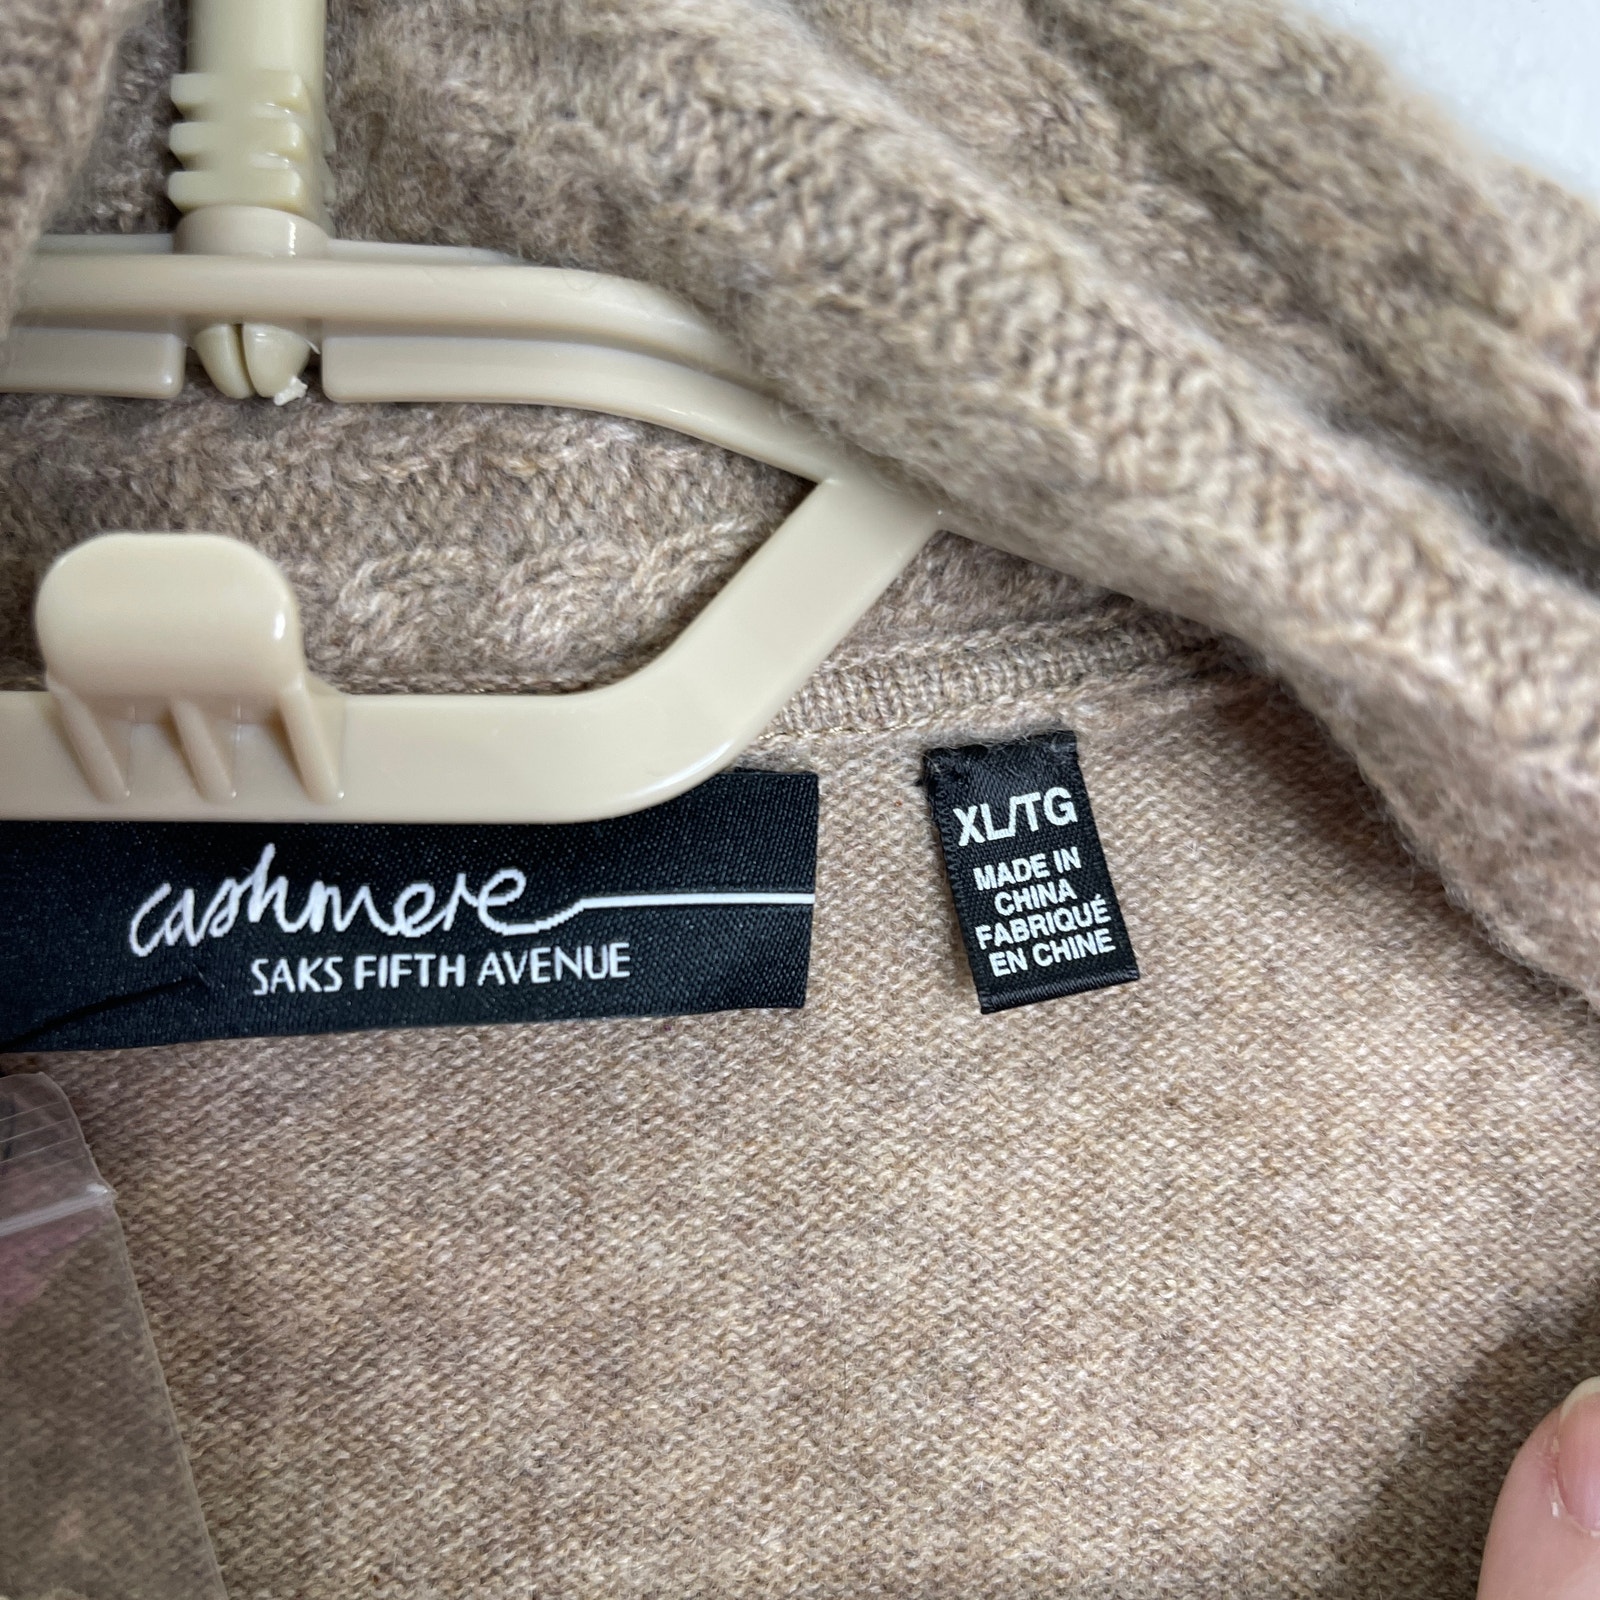 cashmere
SAKS FIFTH AVENUE
XL/TG
MADE IN
CHINA
FABRIQUÉ
EN CHINE